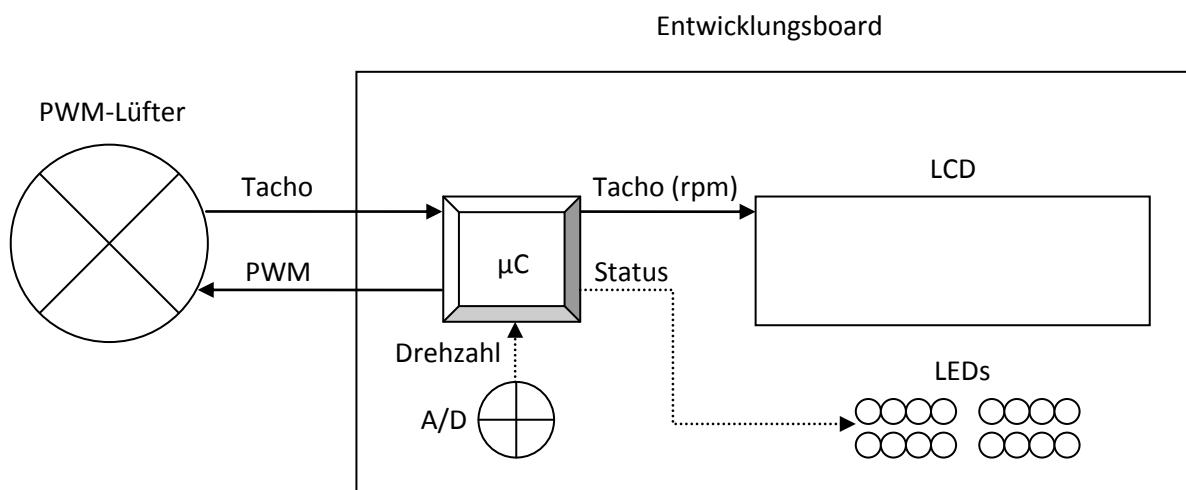 Entwicklungsboard
PWM-Lüfter
LCD
Tacho
Tacho (rpm)
µC
PWM
Status
Drehzahl
LEDs
A/D